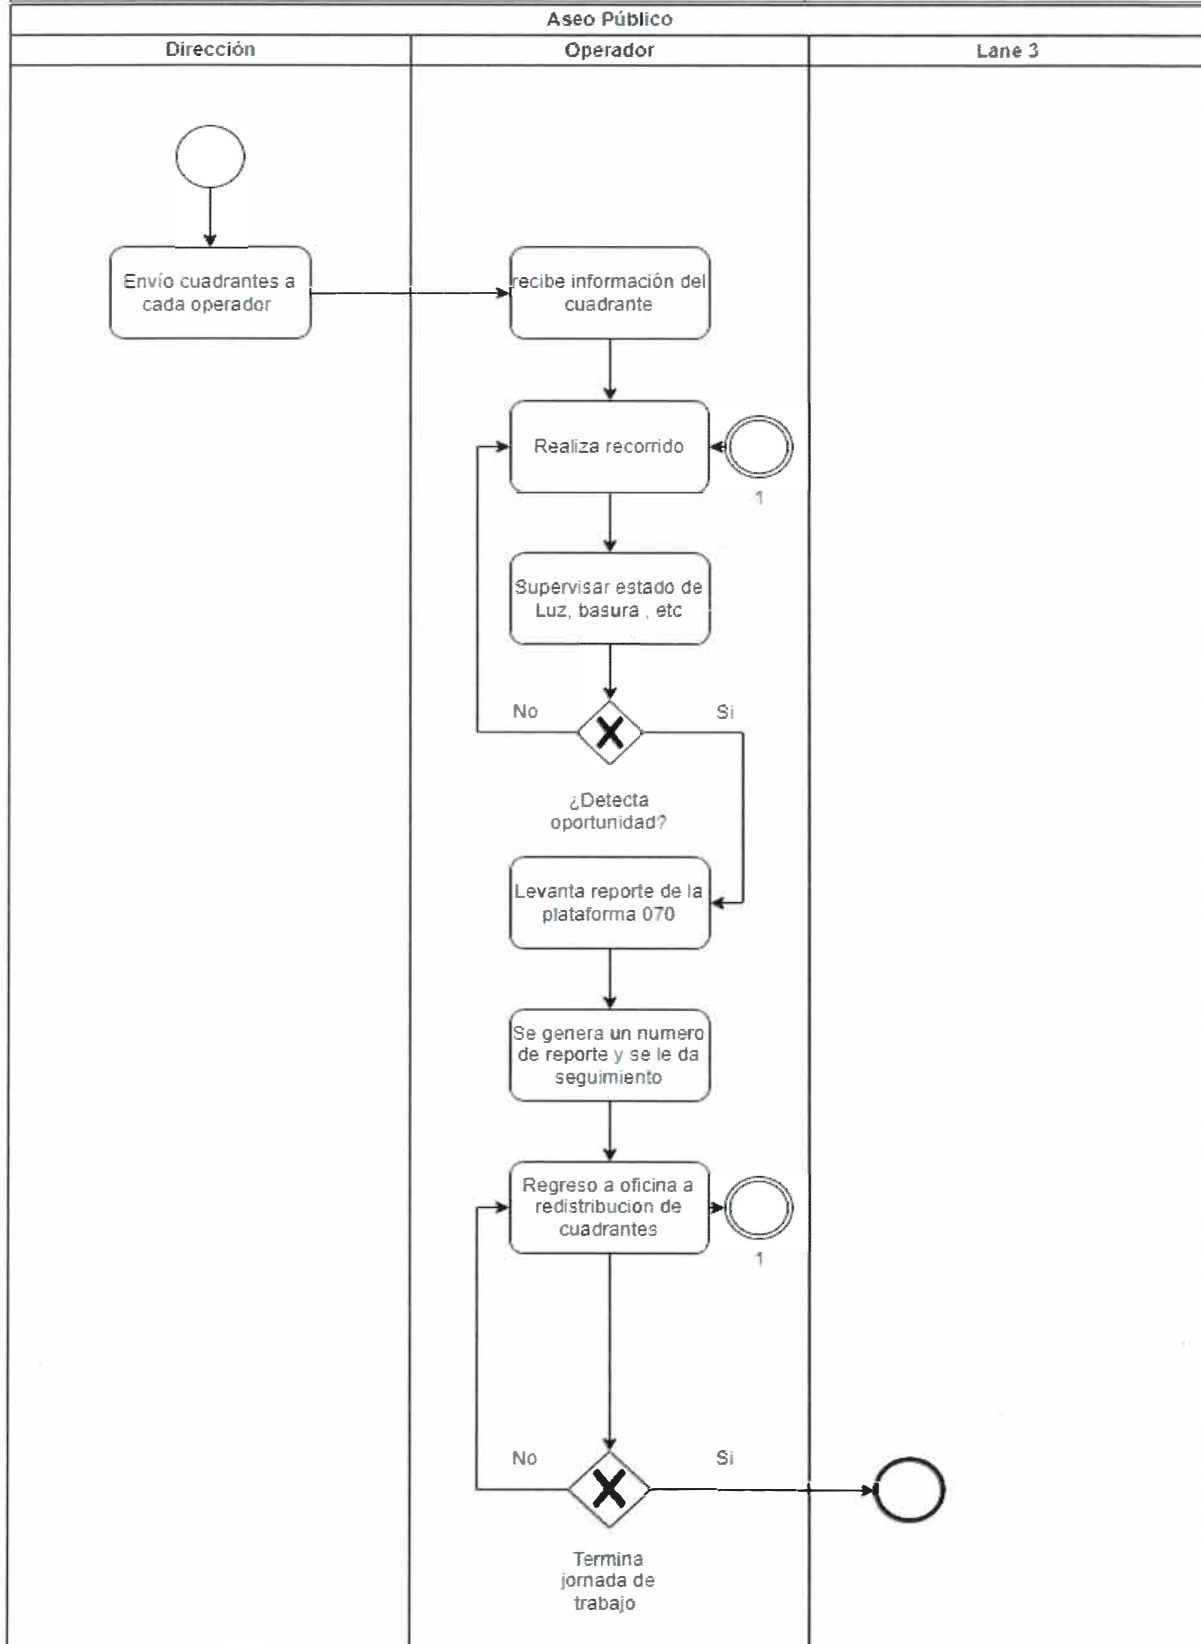 Aseo Público
Dirección
Operador
Lane 3
Envío cuadrantes a
cada operador
recibe información del
cuadrante
Realiza recorrido
1
Supervisar estado de
Luz, basura , etc
No
Si
¿Detecta
oportunidad?
Levanta reporte de la
plataforma 070
Se genera un numero
de reporte y se le da
seguimiento
Regreso a oficina a
redistribucion de
cuadrantes
1
No
Si
Termina
jornada de
trabajo